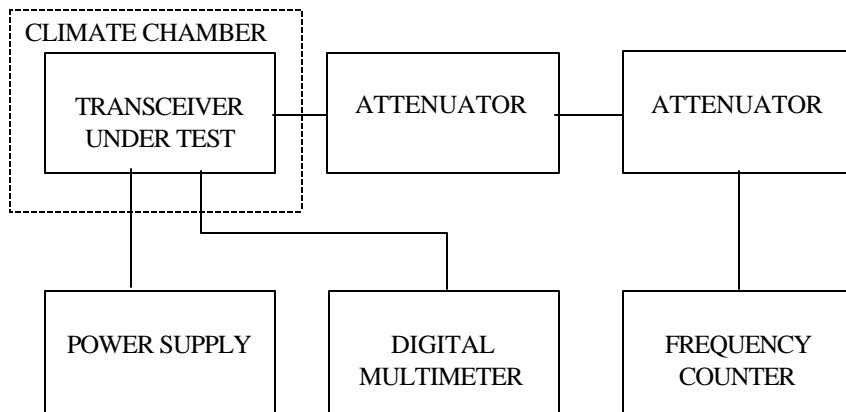 CLIMATE CHAMBER
TRANSCEIVER
UNDER TEST
ATTENUATOR
ATTENUATOR
POWER SUPPLY
DIGITAL
MULTIMETER
FREQUENCY
COUNTER